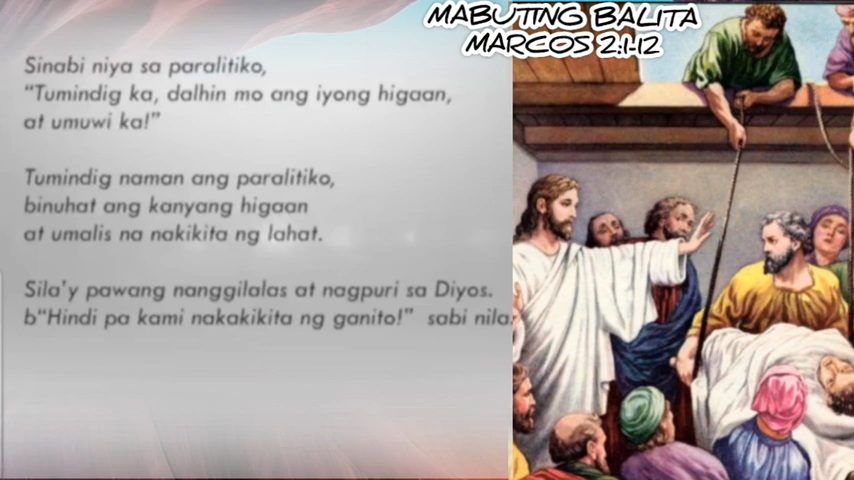 MABUTING BALITA
MARCOS 2:1-12
Sinabi niya sa paralitiko,
“Tumindig ka, dalhin mo ang iyong higaan,
at umuwi ka!”
Tumindig naman ang paralitiko,
binuhat ang kanyang higaan
at umalis na nakikita ng lahat.
Sila'y pawang nanggilalas at nagpuri sa Diyos.
b“Hindi pa kami nakakikita ng ganito!” sabi nila